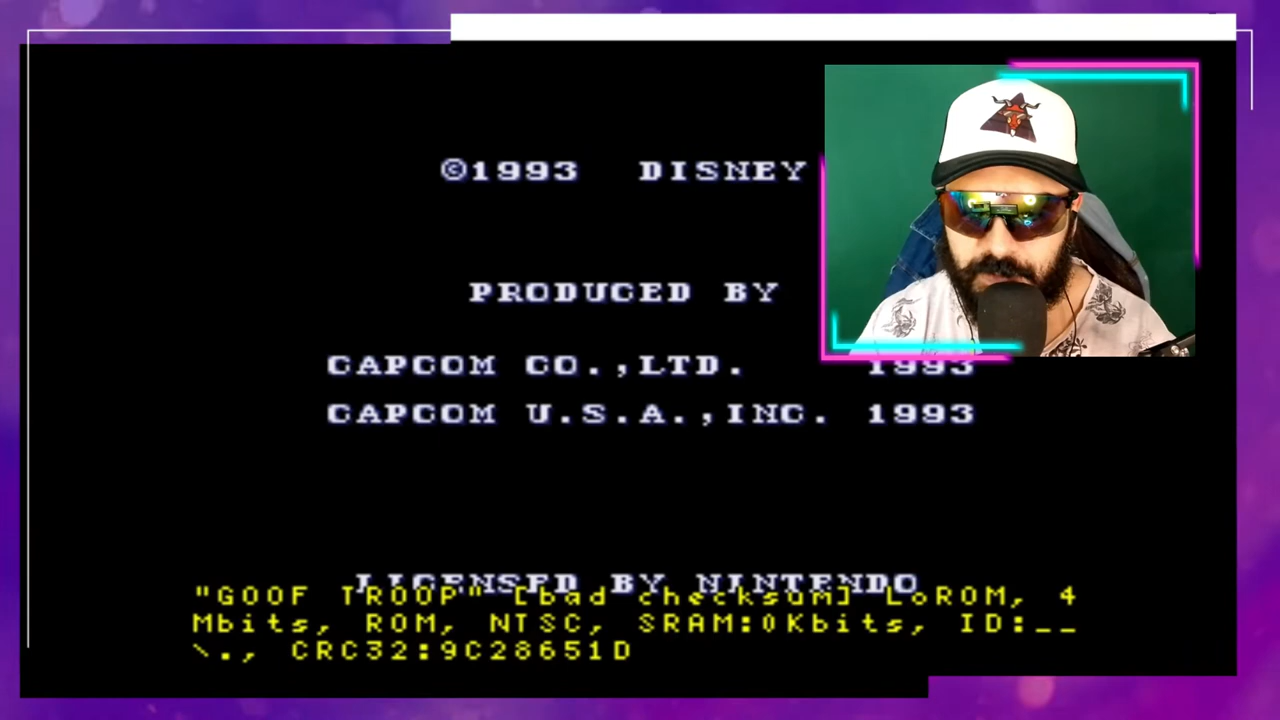 ©1993 DISNEY
PRODUCED BY
CAPCOM CO.,LTD. 1993
CAPCOM U.S.A.,INC. 1993
LICENSED BY NINTENDO
"GOOF TROOP" [bad checksum] LoROM, 4
Mbits, ROM, NTSC, SRAM:0Kbits, ID:__
\., CRC32:9C28651D